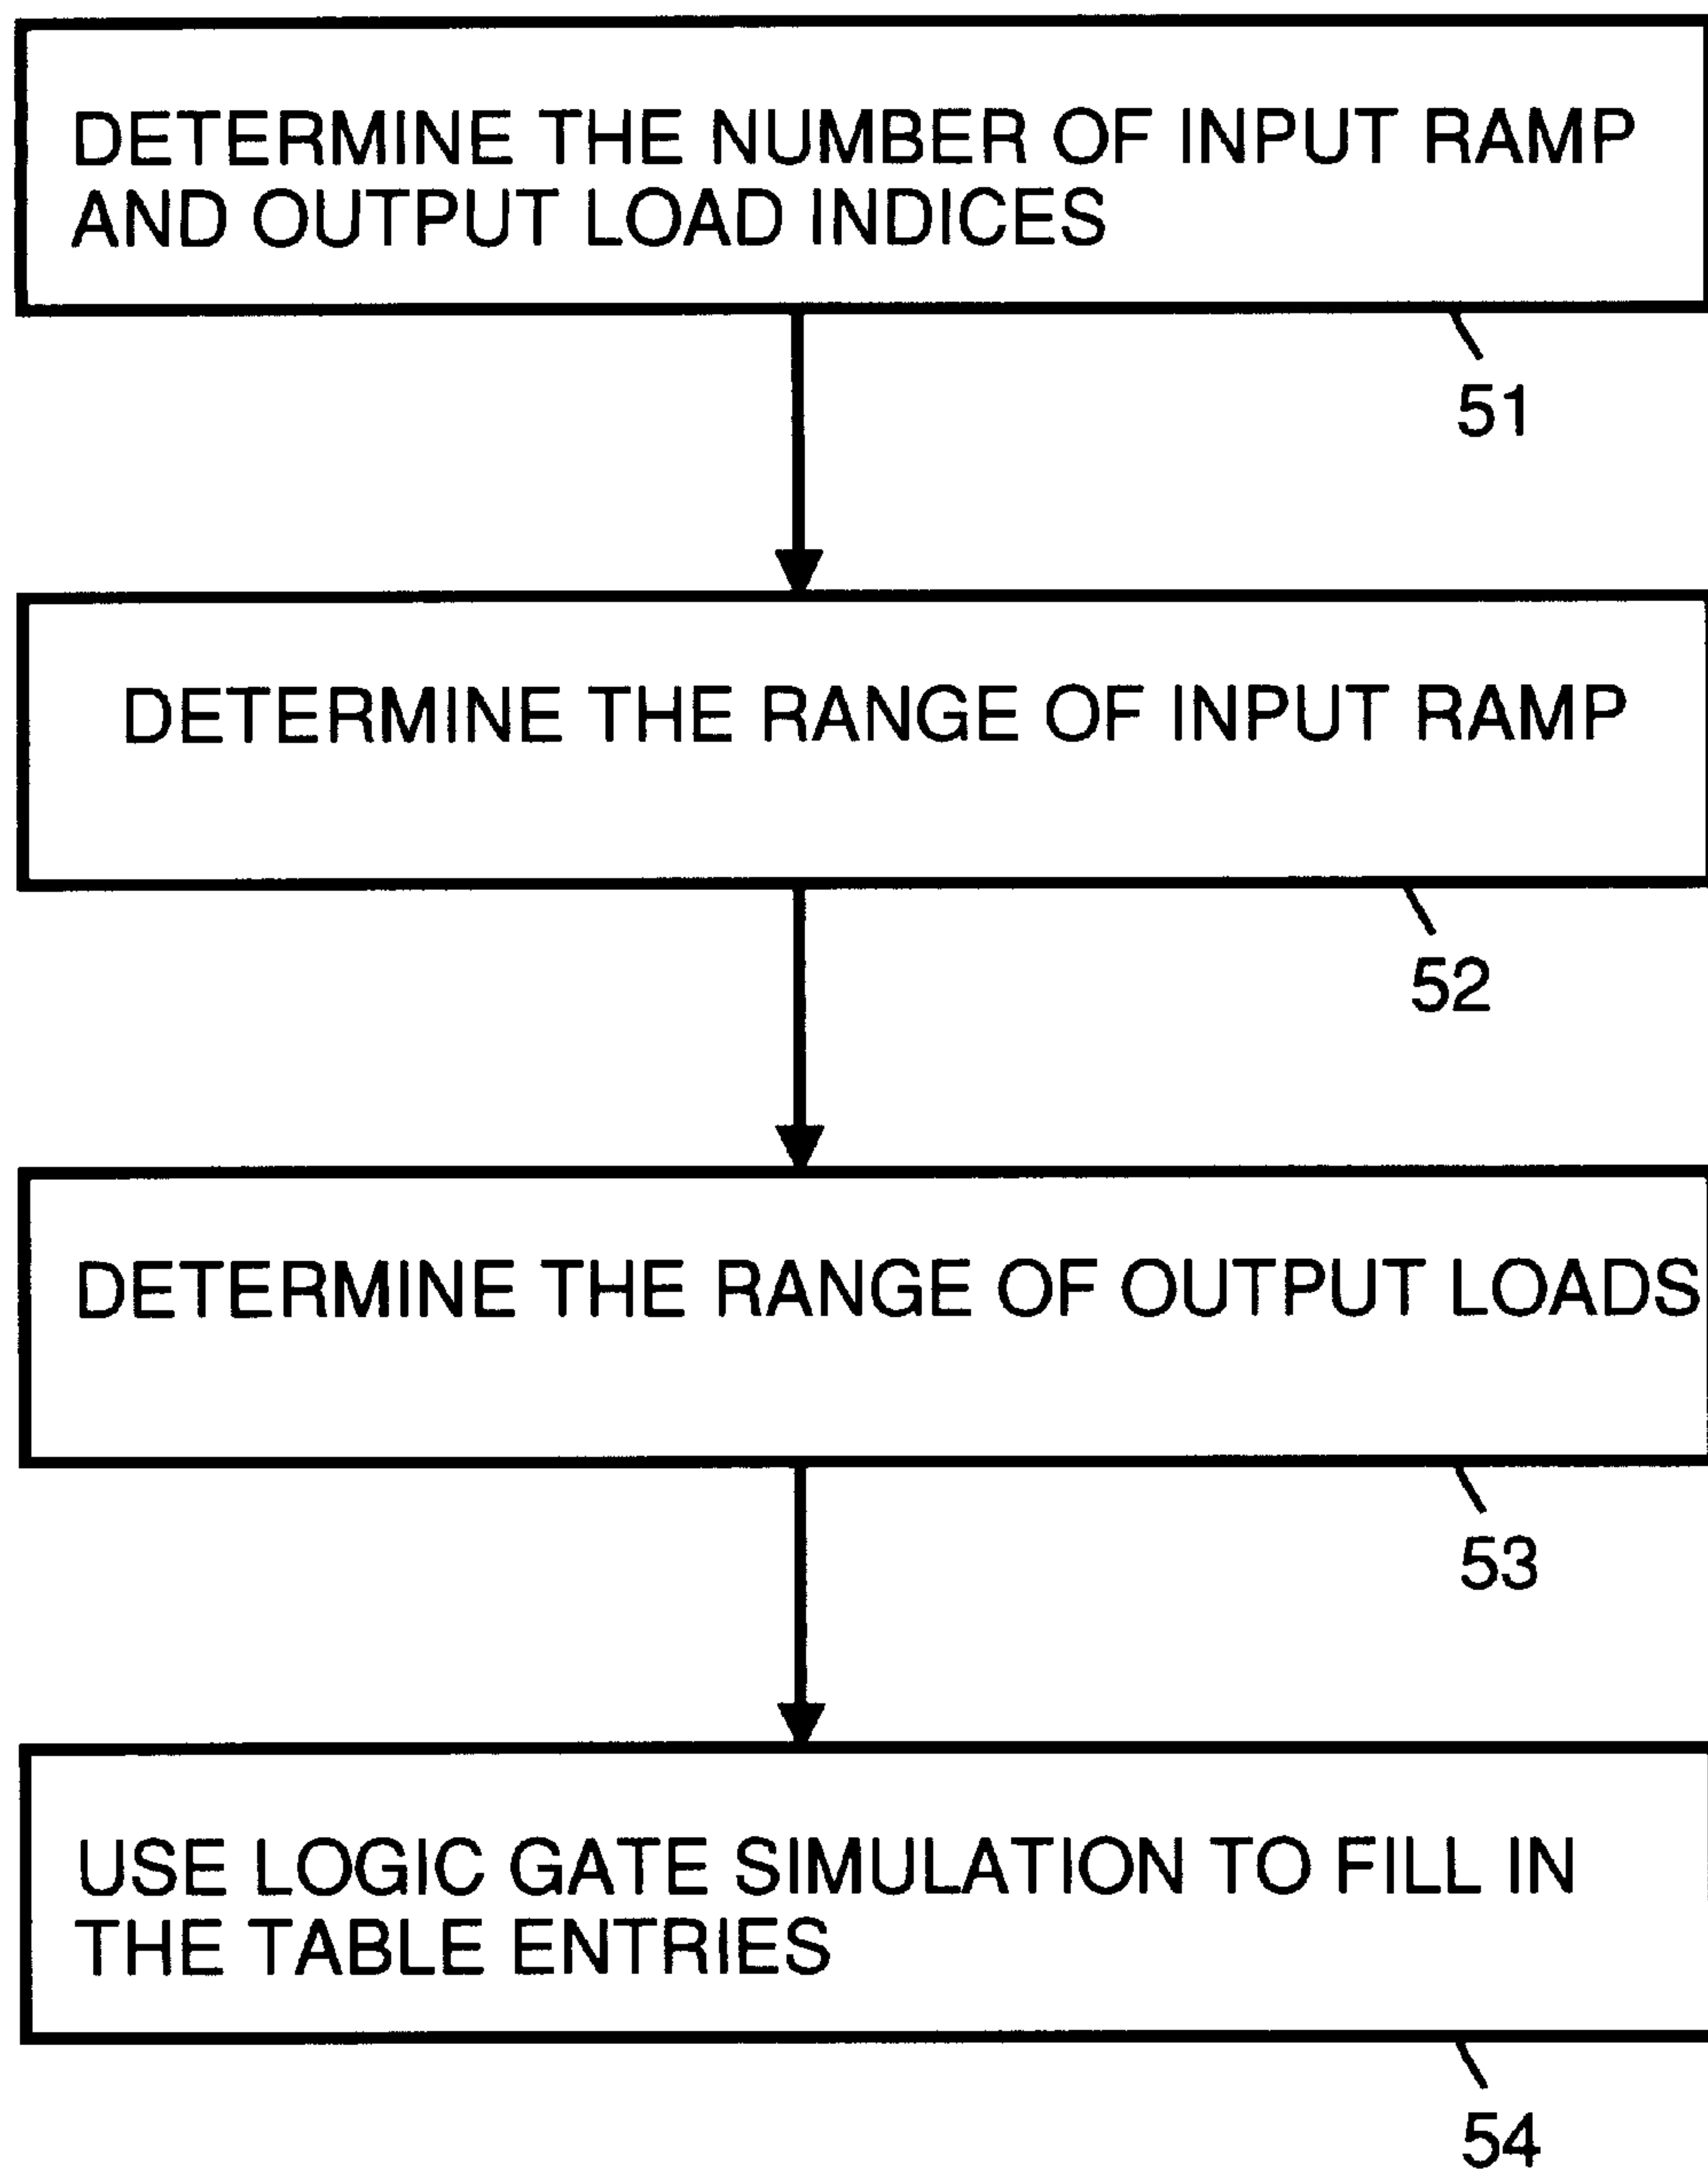 DETERMINE THE NUMBER OF INPUT RAMP
AND OUTPUT LOAD INDICES
51
DETERMINE THE RANGE OF INPUT RAMP
52
DETERMINE THE RANGE OF OUTPUT LOADS
53
USE LOGIC GATE SIMULATION TO FILL IN
THE TABLE ENTRIES
54